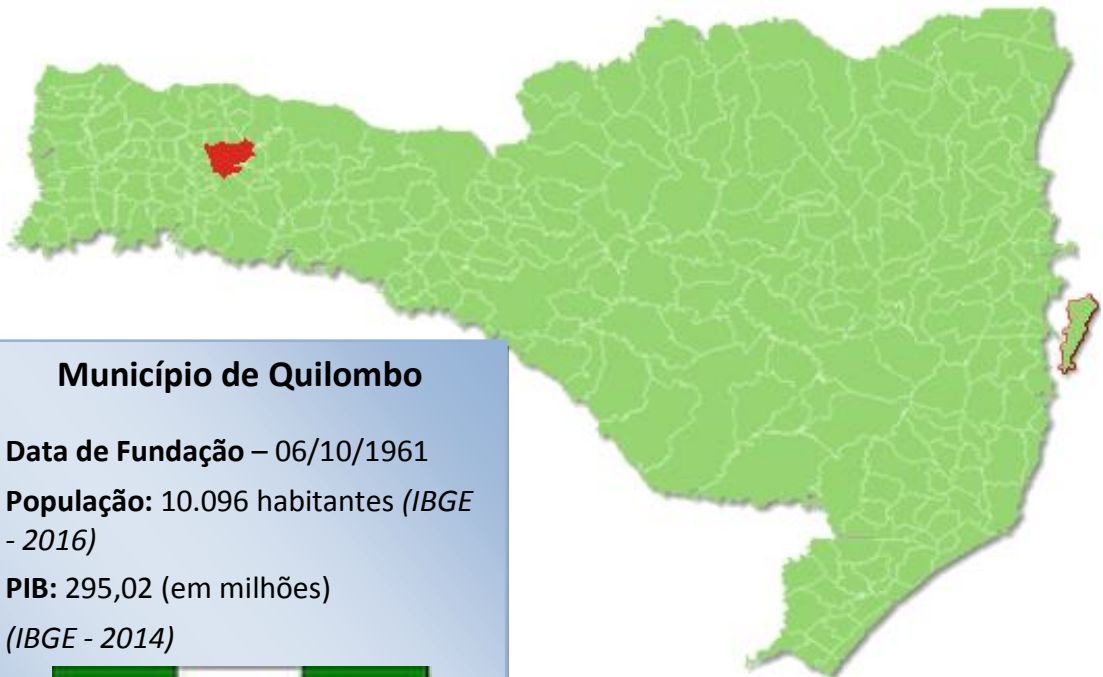 Município de Quilombo
Data de Fundação – 06/10/1961
População: 10.096 habitantes (IBGE
- 2016)
PIB: 295,02 (em milhões)
(IBGE - 2014)